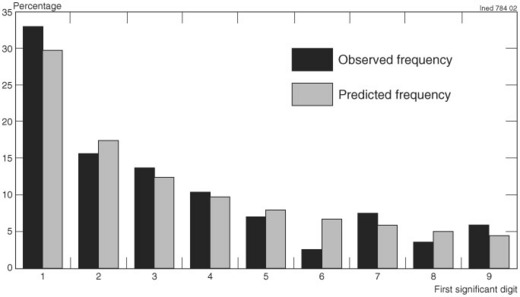 Percentage
Ined 784 02
35
30
25
20
15
10
5
0
Observed frequency
Predicted frequency
1 2 3 4 5 6 7 8 9
First significant digit